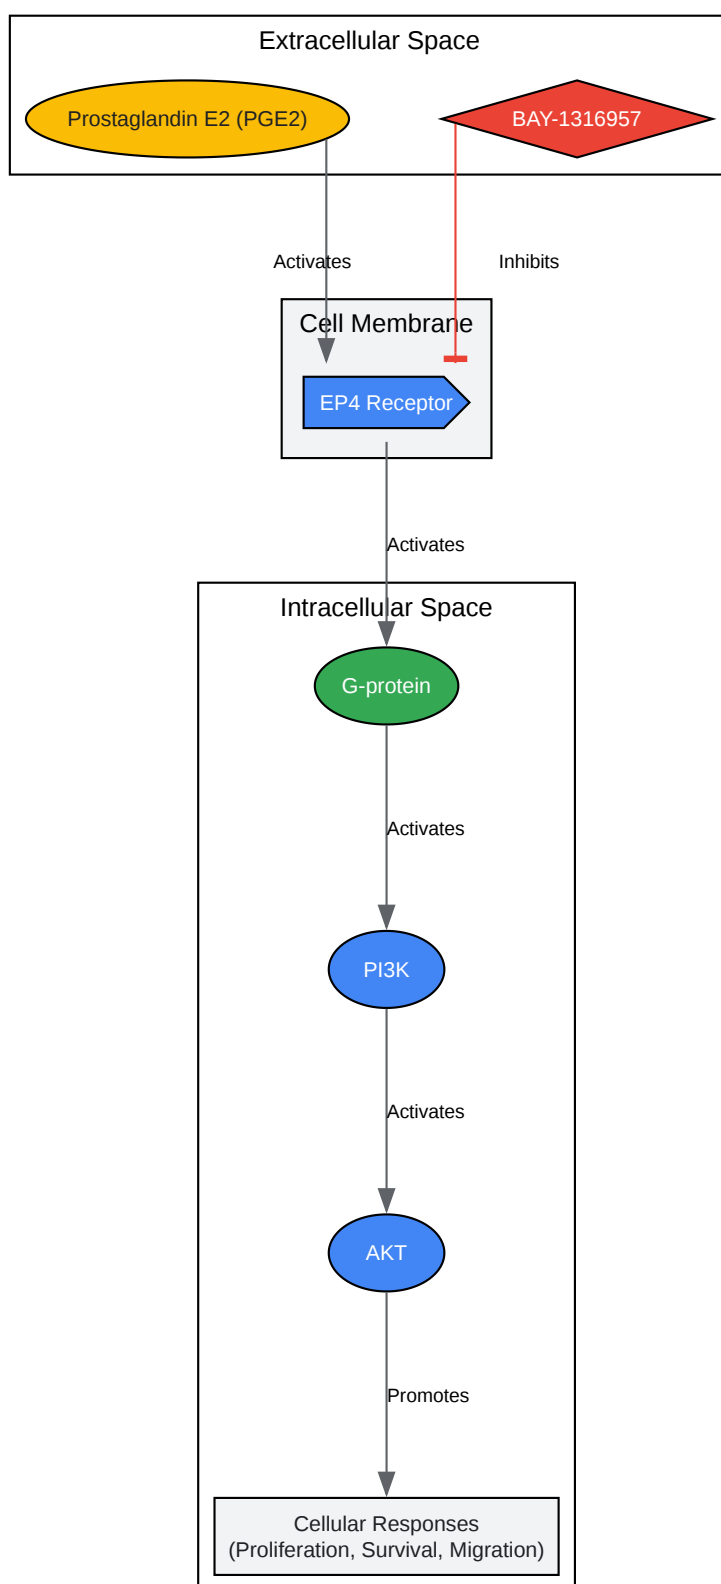 Extracellular Space
Prostaglandin E2 (PGE2)
BAY-1316957
Activates
Inhibits
Cell Membrane
EP4 Receptor
Activates
Intracellular Space
G-protein
Activates
PI3K
Activates
AKT
Promotes
Cellular Responses
(Proliferation, Survival, Migration)